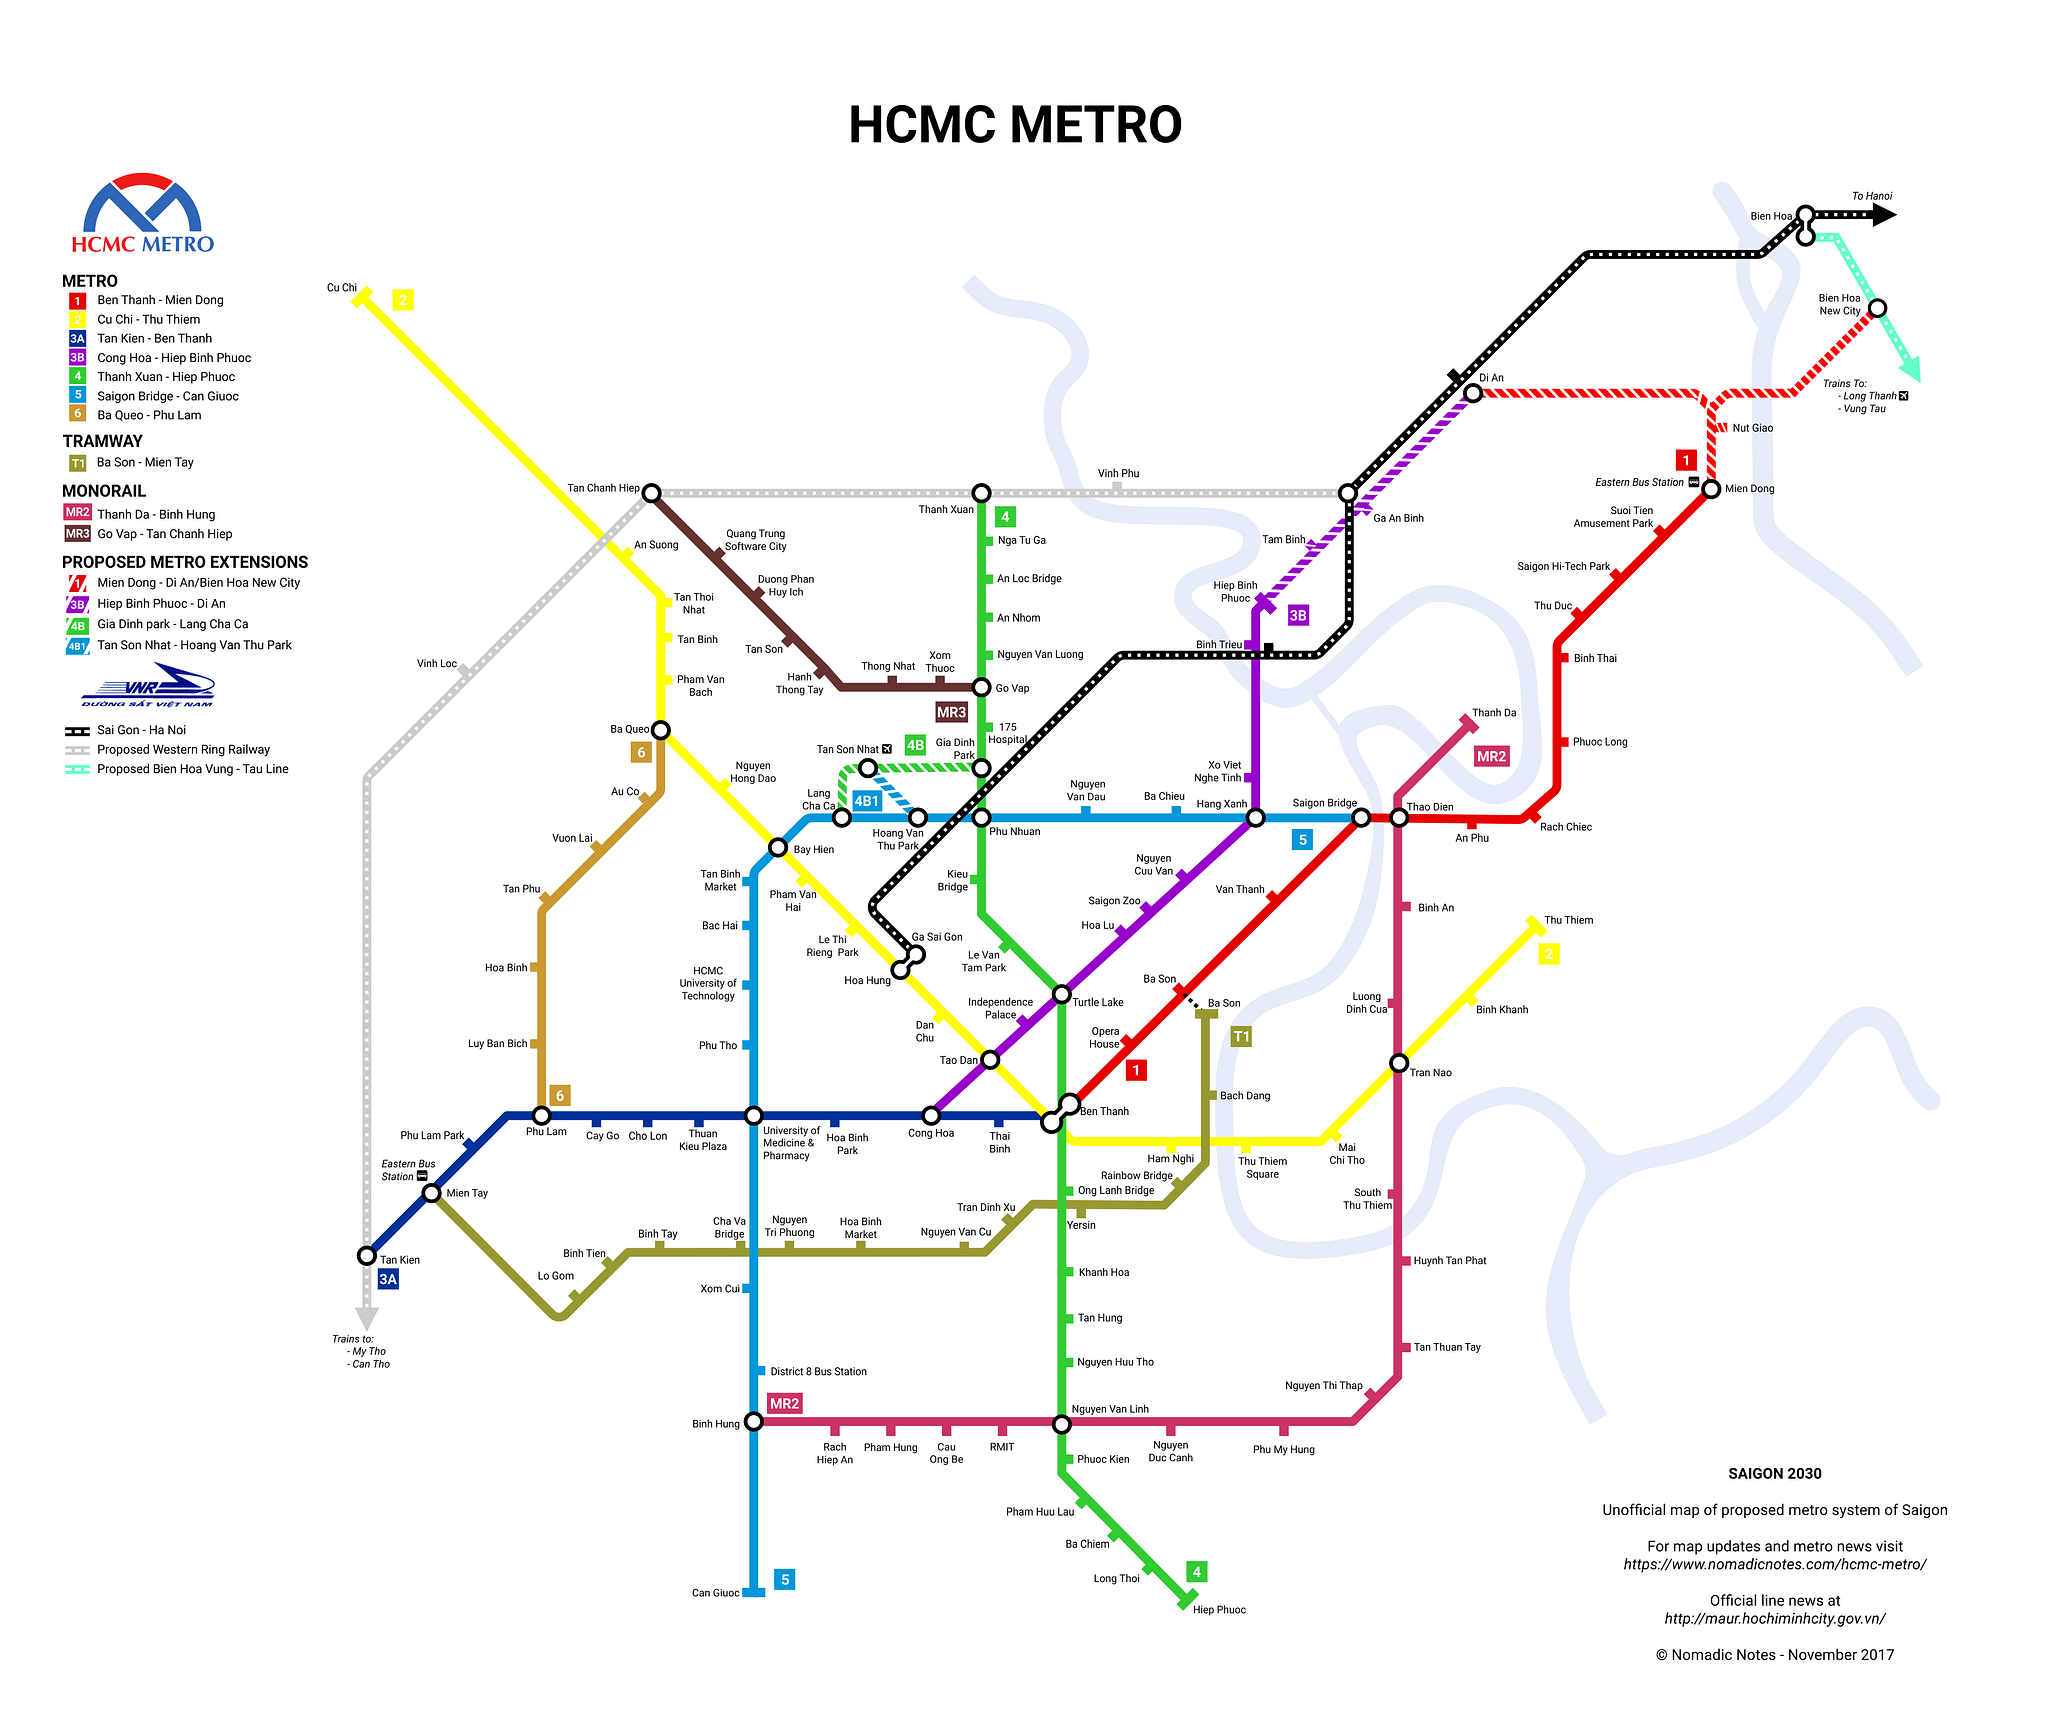 HCMC METRO
HCMC METRO
METRO
1 Ben Thanh - Mien Dong
2 Cu Chi - Thu Thiem
3A Tan Kien - Ben Thanh
3B Cong Hoa - Hiep Binh Phuoc
4 Thanh Xuan - Hiep Phuoc
5 Saigon Bridge - Can Giuoc
6 Ba Queo - Phu Lam
TRAMWAY
T1 Ba Son - Mien Tay
MONORAIL
MR2 Thanh Da - Binh Hung
MR3 Go Vap - Tan Chanh Hiep
PROPOSED METRO EXTENSIONS
1 Mien Dong - Di An/Bien Hoa New City
3B Hiep Binh Phuoc - Di An
4B Gia Dinh park - Lang Cha Ca
4B1 Tan Son Nhat - Hoang Van Thu Park
VNR
ĐƯỜNG SẮT VIỆT NAM
Sai Gon - Ha Noi
Proposed Western Ring Railway
Proposed Bien Hoa Vung - Tau Line
To Hanoi
Bien Hoa
Bien Hoa
New City
Trains To:
- Long Thanh
- Vung Tau
Cu Chi
2
Di An
Nut Giao
1
Eastern Bus Station
Mien Dong
Suoi Tien
Amusement Park
Saigon Hi-Tech Park
Thu Duc
Binh Thai
Phuoc Long
Rach Chiec
An Phu
Tan Chanh Hiep
Thanh Xuan
4
Vinh Phu
Ga An Binh
Tam Binh
Hiep Binh
Phuoc
3B
Binh Trieu
Xo Viet
Nghe Tinh
Hang Xanh
An Suong
Tan Thoi
Nhat
Tan Binh
Pham Van
Bach
Ba Queo
6
Quang Trung
Software City
Duong Phan
Huy Ich
Tan Son
Hanh
Thong Tay
Thong Nhat
Xom
Thuoc
MR3
Nga Tu Ga
An Loc Bridge
An Nhom
Nguyen Van Luong
Go Vap
175
Hospital
Gia Dinh
Park
4B
Tan Son Nhat
Lang
Cha Ca
4B1
Hoang Van
Thu Park
Phu Nhuan
Nguyen
Van Dau
Ba Chieu
5
Saigon Bridge
Thao Dien
Thanh Da
MR2
Vinh Loc
Au Co
Vuon Lai
Tan Phu
Hoa Binh
Luy Ban Bich
6
Phu Lam
Nguyen
Hong Dao
Bay Hien
Pham Van
Hai
Le Thi
Rieng Park
Hoa Hung
Ga Sai Gon
Dan
Chu
Tao Dan
Tan Binh
Market
Bac Hai
HCMC
University of
Technology
Phu Tho
Kieu
Bridge
Le Van
Tam Park
Turtle Lake
Independence
Palace
Nguyen
Cuu Van
Saigon Zoo
Hoa Lu
Van Thanh
Ba Son
Ba Son
T1
Opera
House
1
Ben Thanh
Bach Dang
Binh An
Luong
Dinh Cua
Thu Thiem
2
Binh Khanh
Tran Nao
Mai
Chi Tho
Thu Thiem
Square
Ham Nghi
Rainbow Bridge
Ong Lanh Bridge
Yersin
Phu Lam Park
Eastern Bus
Station
Mien Tay
Tan Kien
3A
Trains to:
- My Tho
- Can Tho
Cay Go
Cho Lon
Thuan
Kieu Plaza
University of
Medicine &
Pharmacy
Hoa Binh
Park
Cong Hoa
Thai
Binh
Lo Gom
Binh Tien
Binh Tay
Cha Va
Bridge
Nguyen
Tri Phuong
Hoa Binh
Market
Nguyen Van Cu
Tran Dinh Xu
Xom Cui
District 8 Bus Station
Binh Hung
MR2
Can Giuoc
5
Rach
Hiep An
Pham Hung
Cau
Ong Be
RMIT
Khanh Hoa
Tan Hung
Nguyen Huu Tho
Nguyen Van Linh
Phuoc Kien
Pham Huu Lau
Ba Chiem
Long Thoi
4
Hiep Phuoc
Nguyen
Duc Canh
Phu My Hung
Nguyen Thi Thap
Tan Thuan Tay
Huynh Tan Phat
South
Thu Thiem
SAIGON 2030
Unofficial map of proposed metro system of Saigon
For map updates and metro news visit
https://www.nomadicnotes.com/hcmc-metro/
Official line news at
http://maur.hochiminhcity.gov.vn/
© Nomadic Notes - November 2017